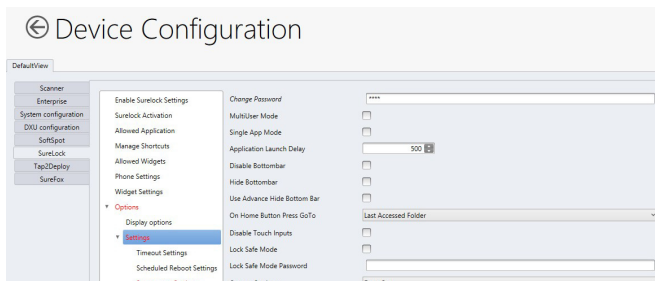 Device Configuration
DefaultView
Scanner
Enterprise
System configuration
DXU configuration
SoftSpot
SureLock
Tap2Deploy
SureFox
Enable Surelock Settings
Surelock Activation
Allowed Application
Manage Shortcuts
Allowed Widgets
Phone Settings
Widget Settings
Options
Display options
Settings
Timeout Settings
Scheduled Reboot Settings
Change Password ****
MultiUser Mode
Single App Mode
Application Launch Delay 500
Disable Bottombar
Hide Bottombar
Use Advance Hide Bottom Bar
On Home Button Press GoTo Last Accessed Folder
Disable Touch Inputs
Lock Safe Mode
Lock Safe Mode Password